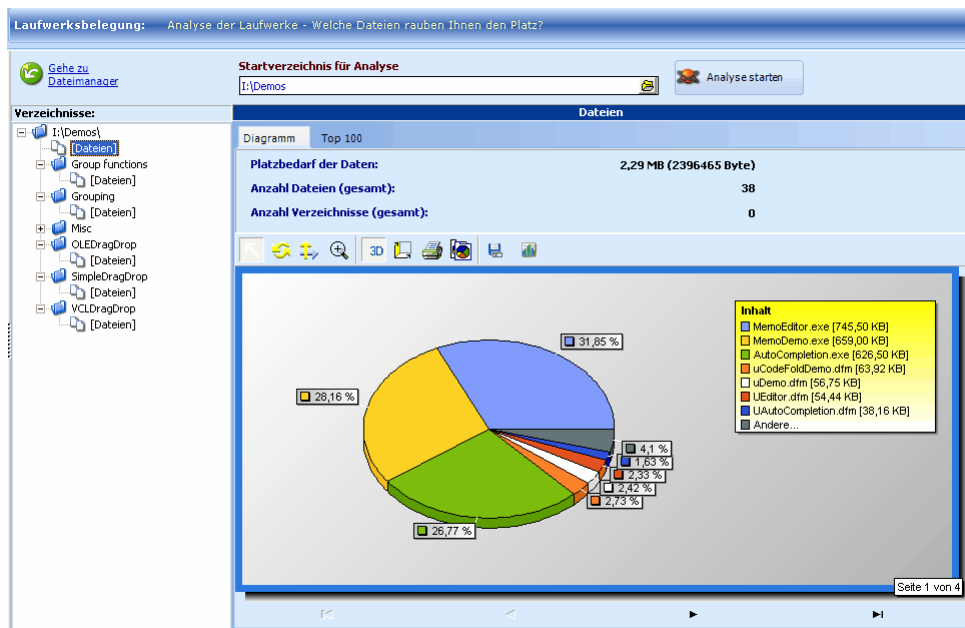 Laufwerksbelegung: Analyse der Laufwerke - Welche Dateien rauben Ihnen den Platz?
Gehe zu
Dateimanager
Startverzeichnis für Analyse
I:\Demos
Analyse starten
Verzeichnisse:
Dateien
I:\Demos\
[Dateien]
Group functions
[Dateien]
Grouping
[Dateien]
Misc
OLEDragDrop
[Dateien]
SimpleDragDrop
[Dateien]
VCLDragDrop
[Dateien]
Diagramm Top 100
Platzbedarf der Daten: 2,29 MB (2396465 Byte)
Anzahl Dateien (gesamt): 38
Anzahl Verzeichnisse (gesamt): 0
3D
31,85 %
28,16 %
26,77 %
4,1 %
1,63 %
2,33 %
2,42 %
2,73 %
Inhalt
MemoEditor.exe [745,50 KB]
MemoDemo.exe [659,00 KB]
AutoCompletion.exe [626,50 KB]
uCodeFoldDemo.dfm [63,92 KB]
uDemo.dfm [56,75 KB]
UEditor.dfm [54,44 KB]
UAutoCompletion.dfm [38,16 KB]
Andere...
Seite 1 von 4